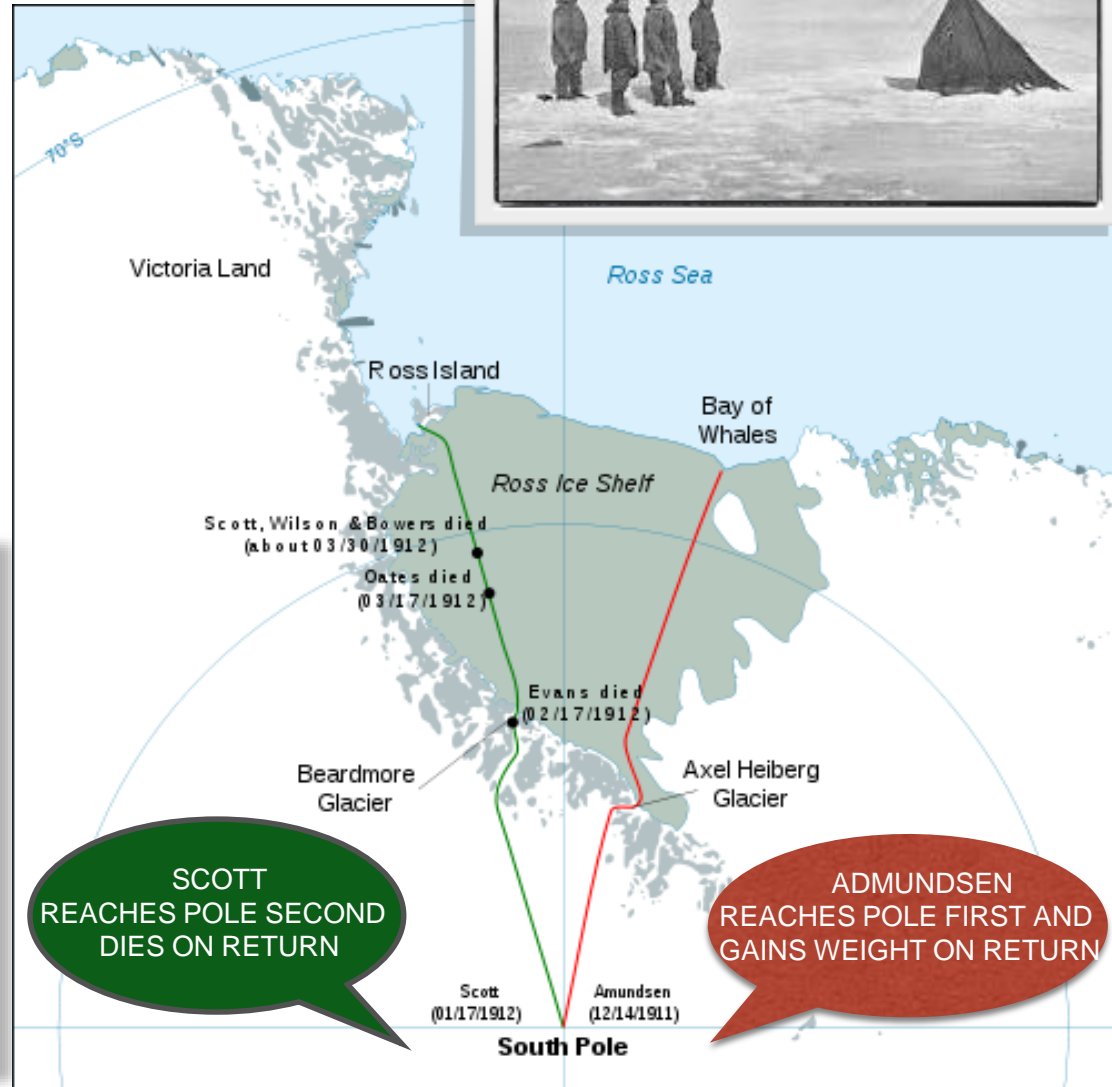 70°S
Victoria Land
Ross Sea
Ross Island
Bay of
Whales
Ross Ice Shelf
Scott, Wilson & Bowers died
(about 03/30/1912)
Oates died
(03/17/1912)
Evans died
(02/17/1912)
Beardmore
Glacier
Axel Heiberg
Glacier
SCOTT
REACHES POLE SECOND
DIES ON RETURN
ADMUNDSEN
REACHES POLE FIRST AND
GAINS WEIGHT ON RETURN
Scott
(01/17/1912)
Amundsen
(12/14/1911)
South Pole